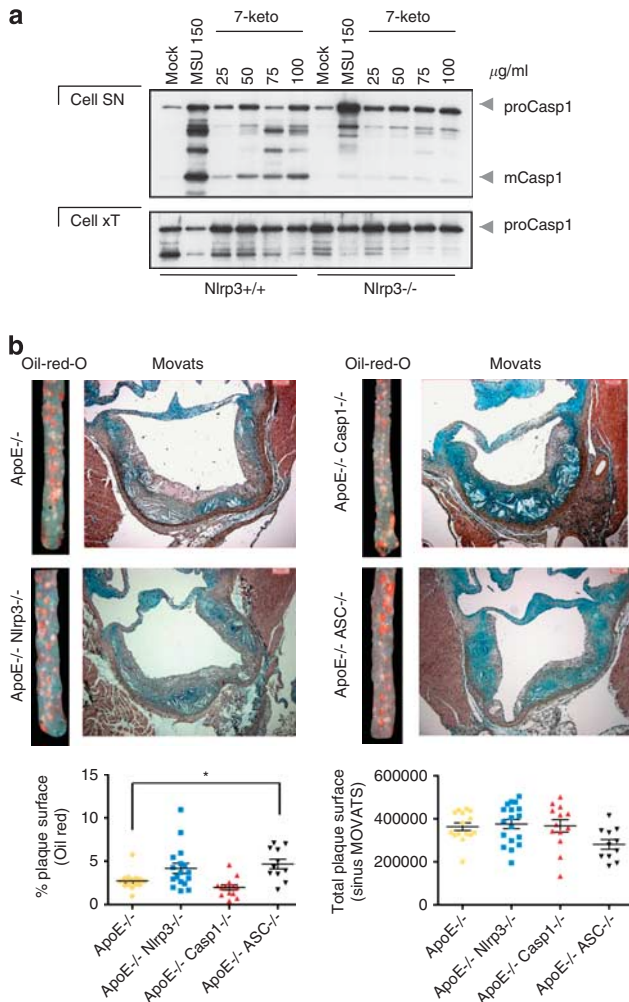 a
7-keto
7-keto
Mock
MSU 150
25
50
75
100
Mock
MSU 150
25
50
75
100
μg/ml
Cell SN
proCasp1
mCasp1
Cell xT
proCasp1
Nlrp3+/+
Nlrp3-/-
b
Oil-red-O
Movats
Oil-red-O
Movats
ApoE-/-
ApoE-/- Casp1-/-
ApoE-/- Nlrp3-/-
ApoE-/- ASC-/-
% plaque surface
(Oil red)
15
10
5
0
*
ApoE-/-
ApoE-/- Nlrp3-/-
ApoE-/- Casp1-/-
ApoE-/- ASC-/-
Total plaque surface
(sinus MOVATS)
600000
400000
200000
0
ApoE-/-
ApoE-/- Nlrp3-/-
ApoE-/- Casp1-/-
ApoE-/- ASC-/-